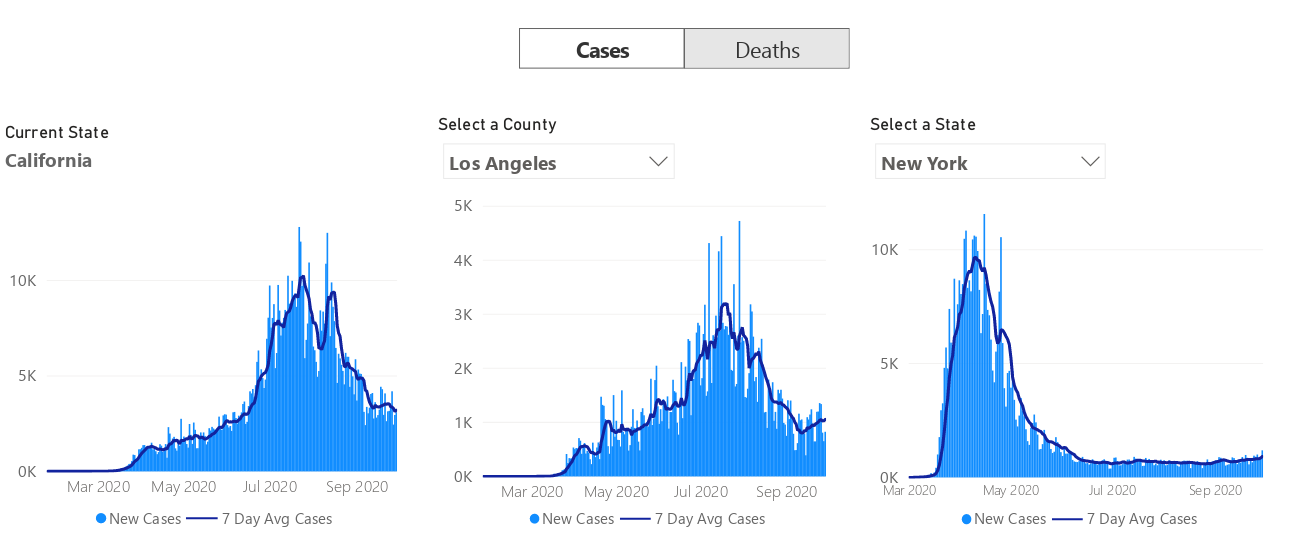 Cases Deaths
Current State
California
Select a County
Los Angeles
Select a State
New York
10K
5K
0K
Mar 2020 May 2020 Jul 2020 Sep 2020
New Cases 7 Day Avg Cases
5K
4K
3K
2K
1K
0K
Mar 2020 May 2020 Jul 2020 Sep 2020
New Cases 7 Day Avg Cases
10K
5K
0K
Mar 2020 May 2020 Jul 2020 Sep 2020
New Cases 7 Day Avg Cases